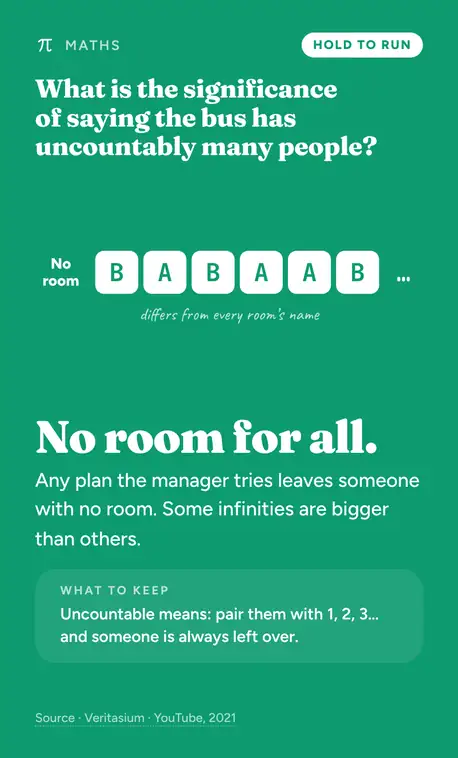 π MATHS
HOLD TO RUN
What is the significance
of saying the bus has
uncountably many people?
No
room
B A B A A B ...
differs from every room's name
No room for all.
Any plan the manager tries leaves someone
with no room. Some infinities are bigger
than others.
WHAT TO KEEP
Uncountable means: pair them with 1, 2, 3...
and someone is always left over.
Source · Veritasium · YouTube, 2021